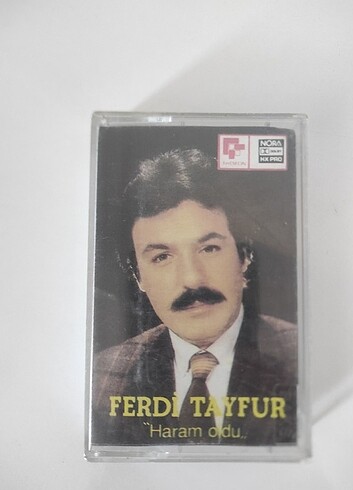 NORA
HX PRO
FERDİ TAYFUR
"Haram oldu"